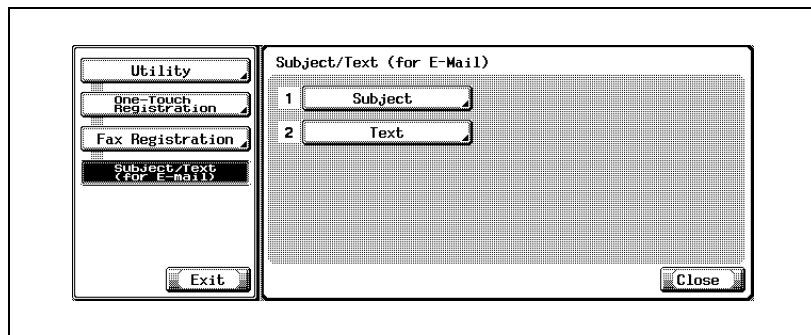 Utility
One-Touch
Registration
Fax Registration
Subject/Text
(for E-mail)
Exit
Subject/Text (for E-Mail)
1 Subject
2 Text
Close